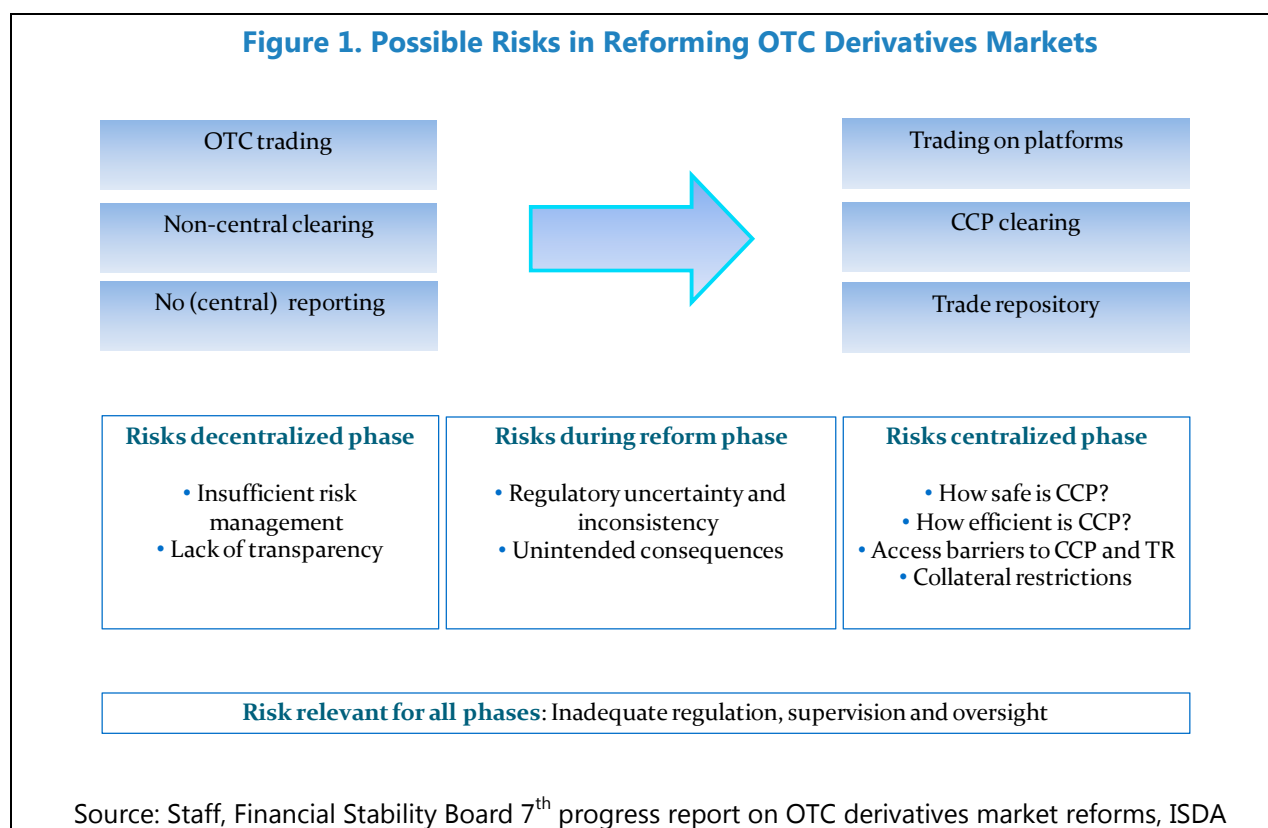 Figure 1. Possible Risks in Reforming OTC Derivatives Markets
OTC trading
Non-central clearing
No (central) reporting
Trading on platforms
CCP clearing
Trade repository
Risks decentralized phase
• Insufficient risk
management
• Lack of transparency
Risks during reform phase
• Regulatory uncertainty and
inconsistency
• Unintended consequences
Risks centralized phase
• How safe is CCP?
• How efficient is CCP?
• Access barriers to CCP and TR
• Collateral restrictions
Risk relevant for all phases: Inadequate regulation, supervision and oversight
Source: Staff, Financial Stability Board 7th progress report on OTC derivatives market reforms, ISDA